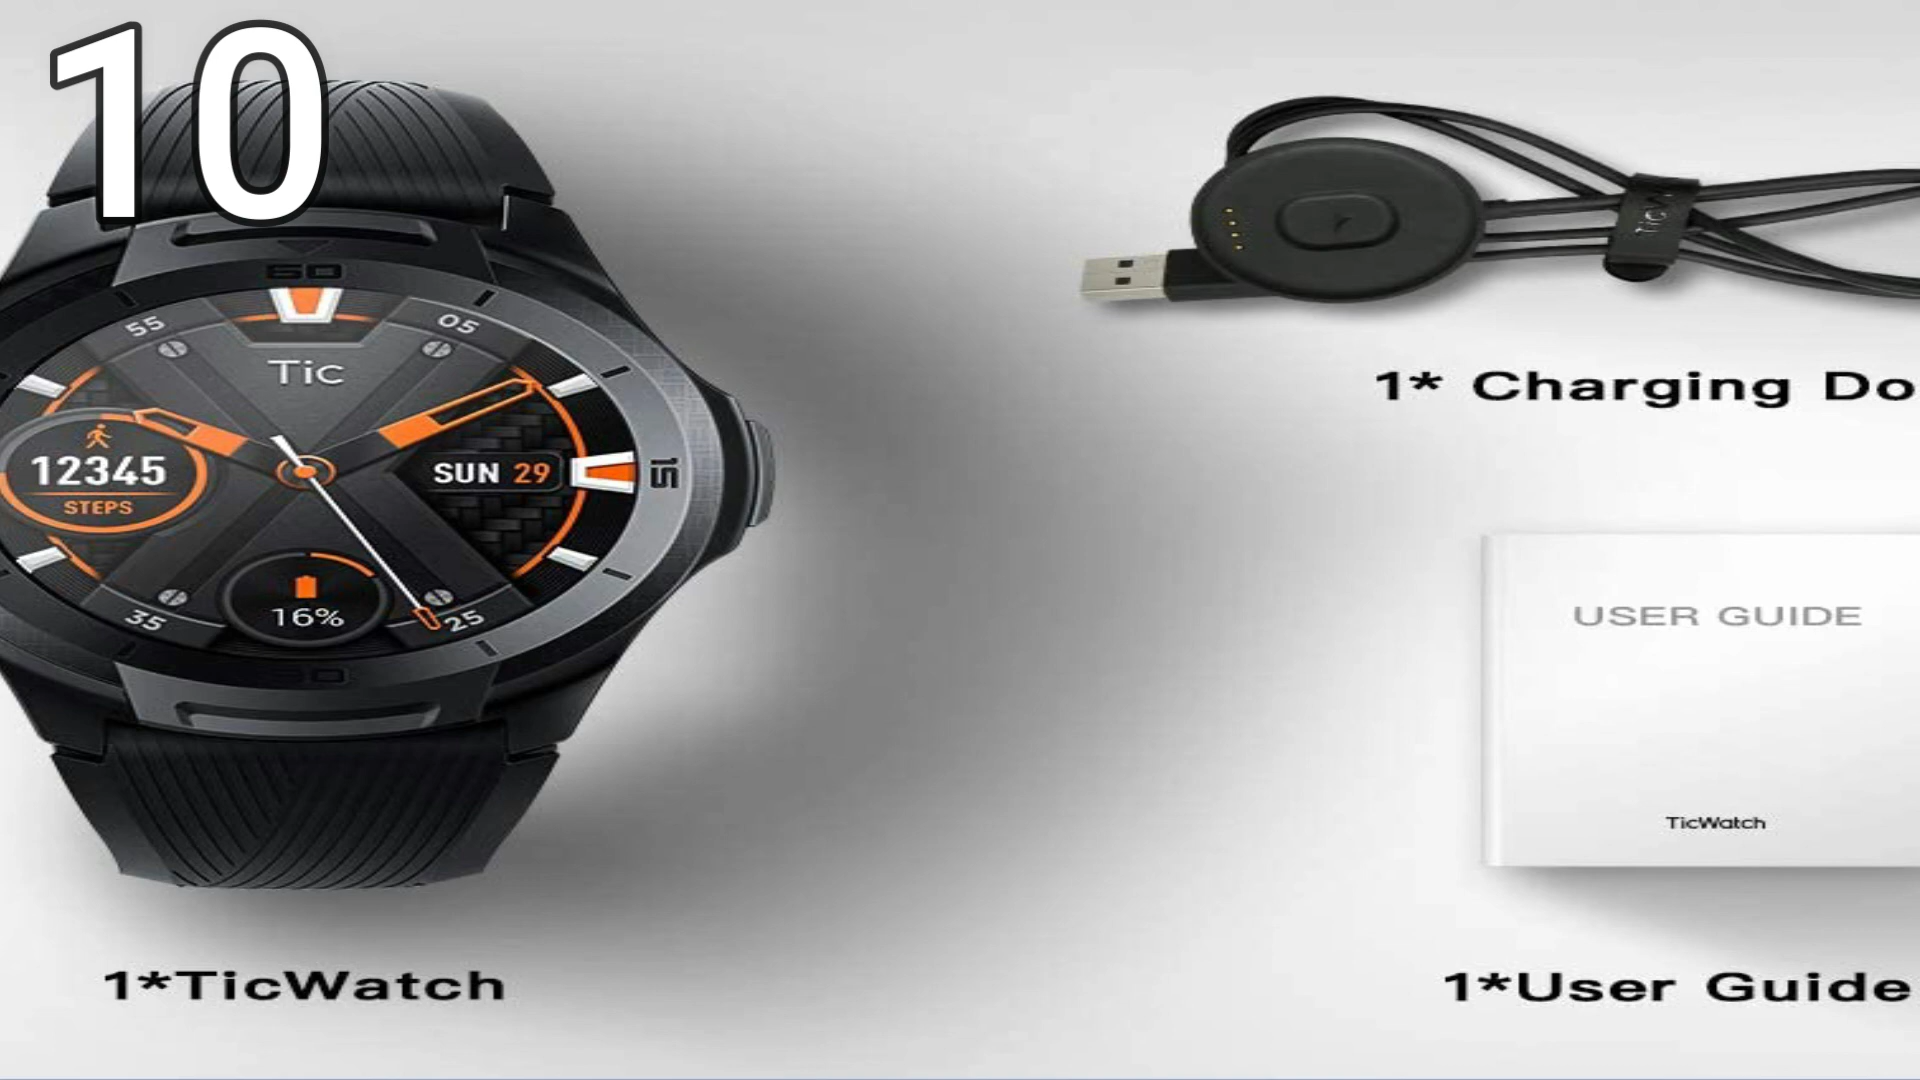 10
60
55
05
Tic
12345
STEPS
SUN 29
15
16%
35
25
1*TicWatch
1* Charging Do
USER GUIDE
TicWatch
1*User Guide